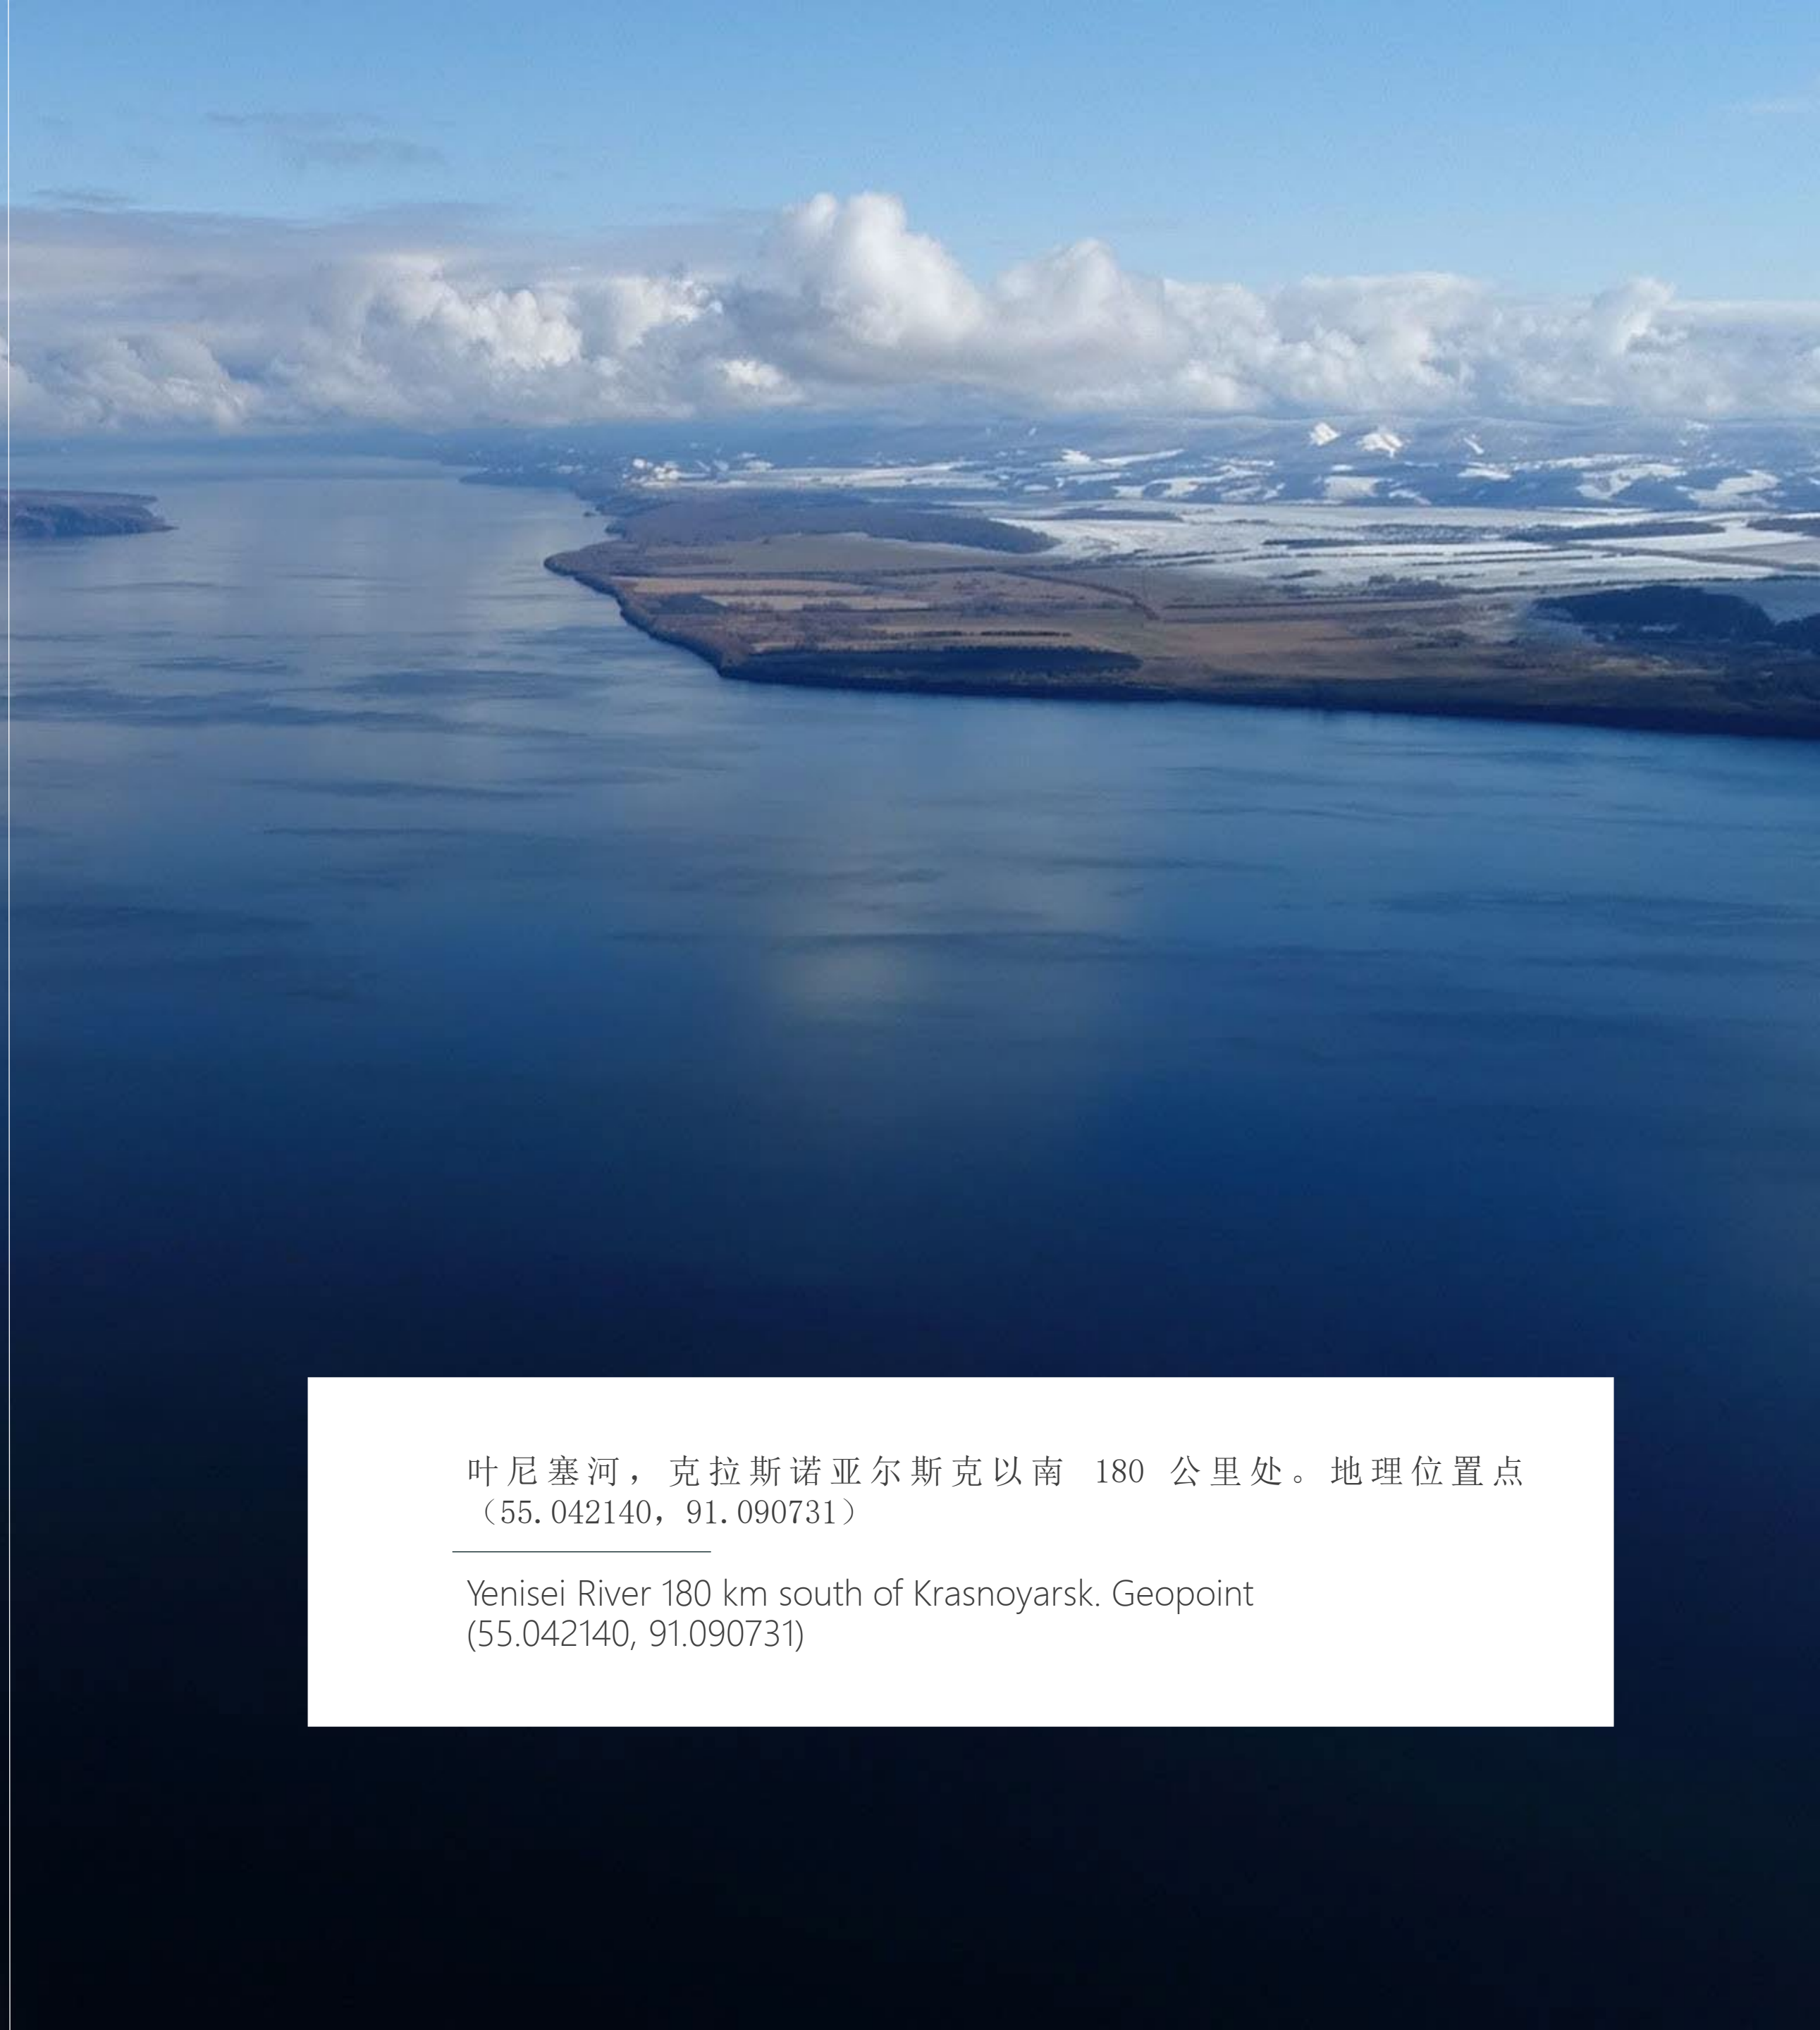 叶尼塞河，克拉斯诺亚尔斯克以南 180 公里处。地理位置点
（55.042140，91.090731）
Yenisei River 180 km south of Krasnoyarsk. Geopoint
(55.042140, 91.090731)